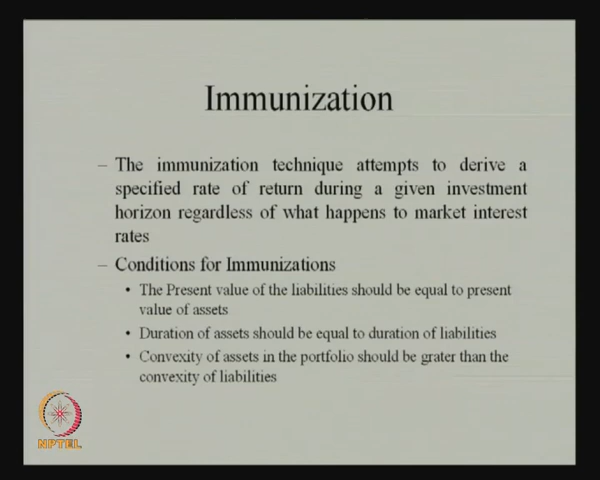 Immunization
– The immunization technique attempts to derive a
specified rate of return during a given investment
horizon regardless of what happens to market interest
rates
– Conditions for Immunizations
• The Present value of the liabilities should be equal to present
value of assets
• Duration of assets should be equal to duration of liabilities
• Convexity of assets in the portfolio should be grater than the
convexity of liabilities
NPTEL